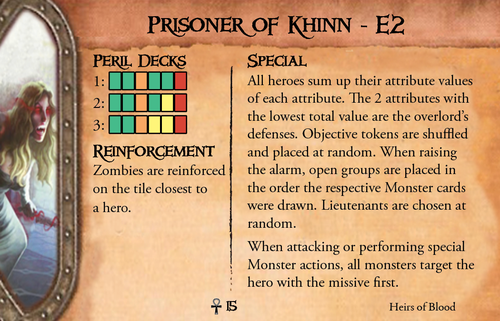 Prisoner of Khinn - E2
Peril Decks
1:
2:
3:
Reinforcement
Zombies are reinforced
on the tile closest to
a hero.
Special
All heroes sum up their attribute values
of each attribute. The 2 attributes with
the lowest total value are the overlord's
defenses. Objective tokens are shuffled
and placed at random. When raising
the alarm, open groups are placed in
the order the respective Monster cards
were drawn. Lieutenants are chosen at
random.
When attacking or performing special
Monster actions, all monsters target the
hero with the missive first.
15
Heirs of Blood